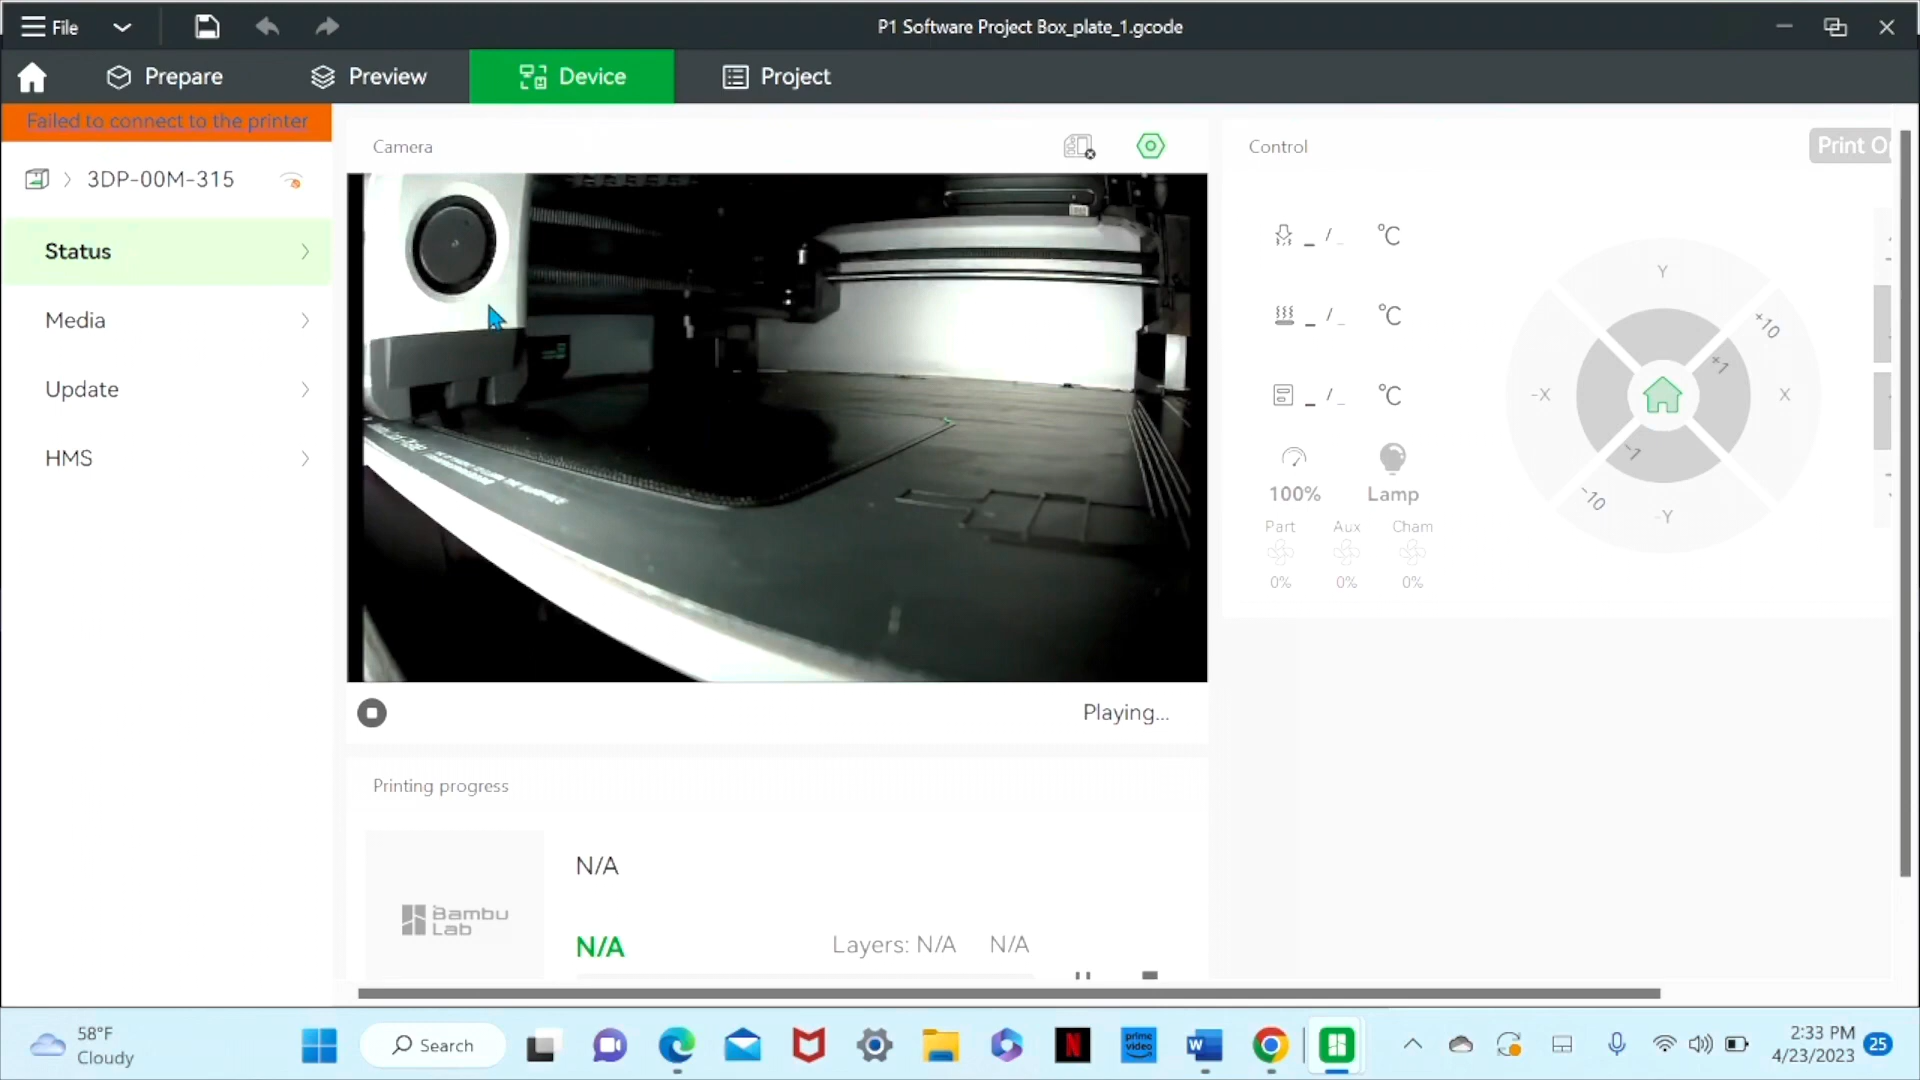 File
P1 Software Project Box_plate_1.gcode
Prepare
Preview
Device
Project
Failed to connect to the printer
3DP-00M-315
Status
Media
Update
HMS
Camera
Playing...
Printing progress
Bambu
Lab
N/A
N/A
Layers: N/A
N/A
Control
Print O
_ / _ °C
_ / _ °C
_ / _ °C
100%
Lamp
Part
Aux
Cham
0%
0%
0%
Y
+10
+1
-X
X
-1
-10
-Y
58°F
Cloudy
Search
prime
video
W
N
2:33 PM
4/23/2023
25